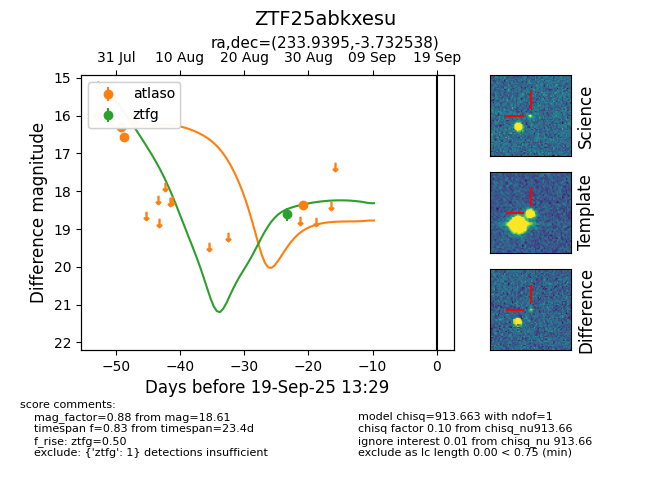 ZTF25abkxesu
ra,dec=(233.9395,-3.732538)
31 Jul 10 Aug 20 Aug 30 Aug 09 Sep 19 Sep
15
16
17
18
19
20
21
22
Difference magnitude
atlaso
ztfg
−50 −40 −30 −20 −10 0
Days before 19-Sep-25 13:29
Science
Template
Difference
score comments:
mag_factor=0.88 from mag=18.61
timespan f=0.83 from timespan=23.4d
f_rise: ztfg=0.50
exclude: {'ztfg': 1} detections insufficient
model chisq=913.663 with ndof=1
chisq factor 0.10 from chisq_nu913.66
ignore interest 0.01 from chisq_nu 913.66
exclude as lc length 0.00 < 0.75 (min)